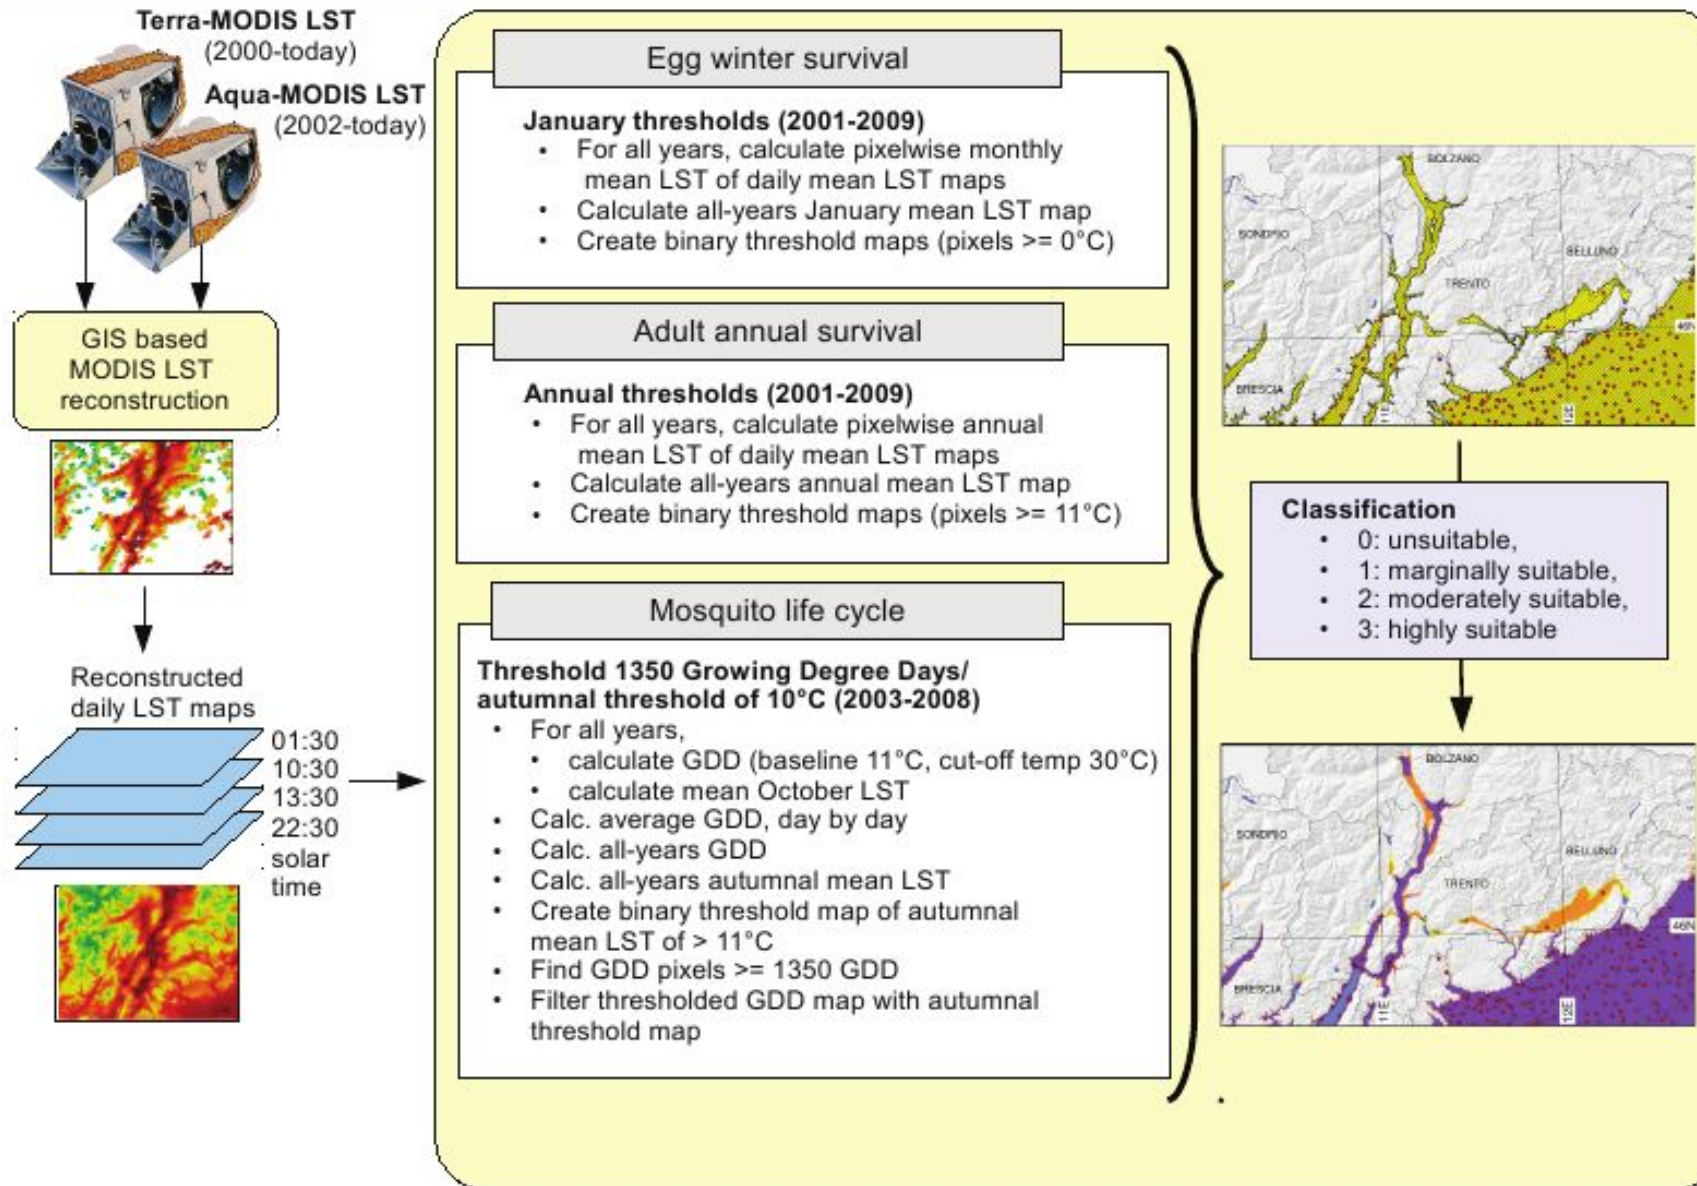 Terra-MODIS LST
(2000-today)
Aqua-MODIS LST
(2002-today)
GIS based
MODIS LST
reconstruction
Reconstructed
daily LST maps
01:30
10:30
13:30
22:30
solar
time
Egg winter survival
January thresholds (2001-2009)
• For all years, calculate pixelwise monthly
mean LST of daily mean LST maps
• Calculate all-years January mean LST map
• Create binary threshold maps (pixels >= 0°C)
Adult annual survival
Annual thresholds (2001-2009)
• For all years, calculate pixelwise annual
mean LST of daily mean LST maps
• Calculate all-years annual mean LST map
• Create binary threshold maps (pixels >= 11°C)
Mosquito life cycle
Threshold 1350 Growing Degree Days/
autumnal threshold of 10°C (2003-2008)
• For all years,
• calculate GDD (baseline 11°C, cut-off temp 30°C)
• calculate mean October LST
• Calc. average GDD, day by day
• Calc. all-years GDD
• Calc. all-years autumnal mean LST
• Create binary threshold map of autumnal
mean LST of > 11°C
• Find GDD pixels >= 1350 GDD
• Filter thresholded GDD map with autumnal
threshold map
BOLZANO
SONDRIO
BELLUNO
TRENTO
46N
BRESCIA
11E
12E
Classification
• 0: unsuitable,
• 1: marginally suitable,
• 2: moderately suitable,
• 3: highly suitable
BOLZANO
SONDRIO
BELLUNO
TRENTO
46N
BRESCIA
11E
12E